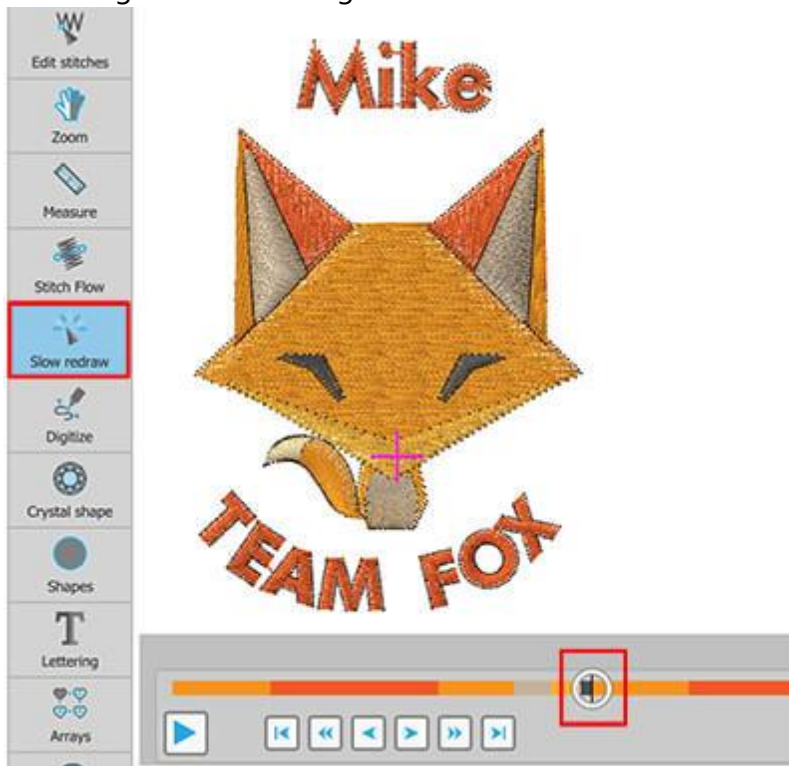 Edit stitches
Zoom
Measure
Stitch Flow
Slow redraw
Digitize
Crystal shape
Shapes
T
Lettering
Arrays
Mike
TEAM FOX